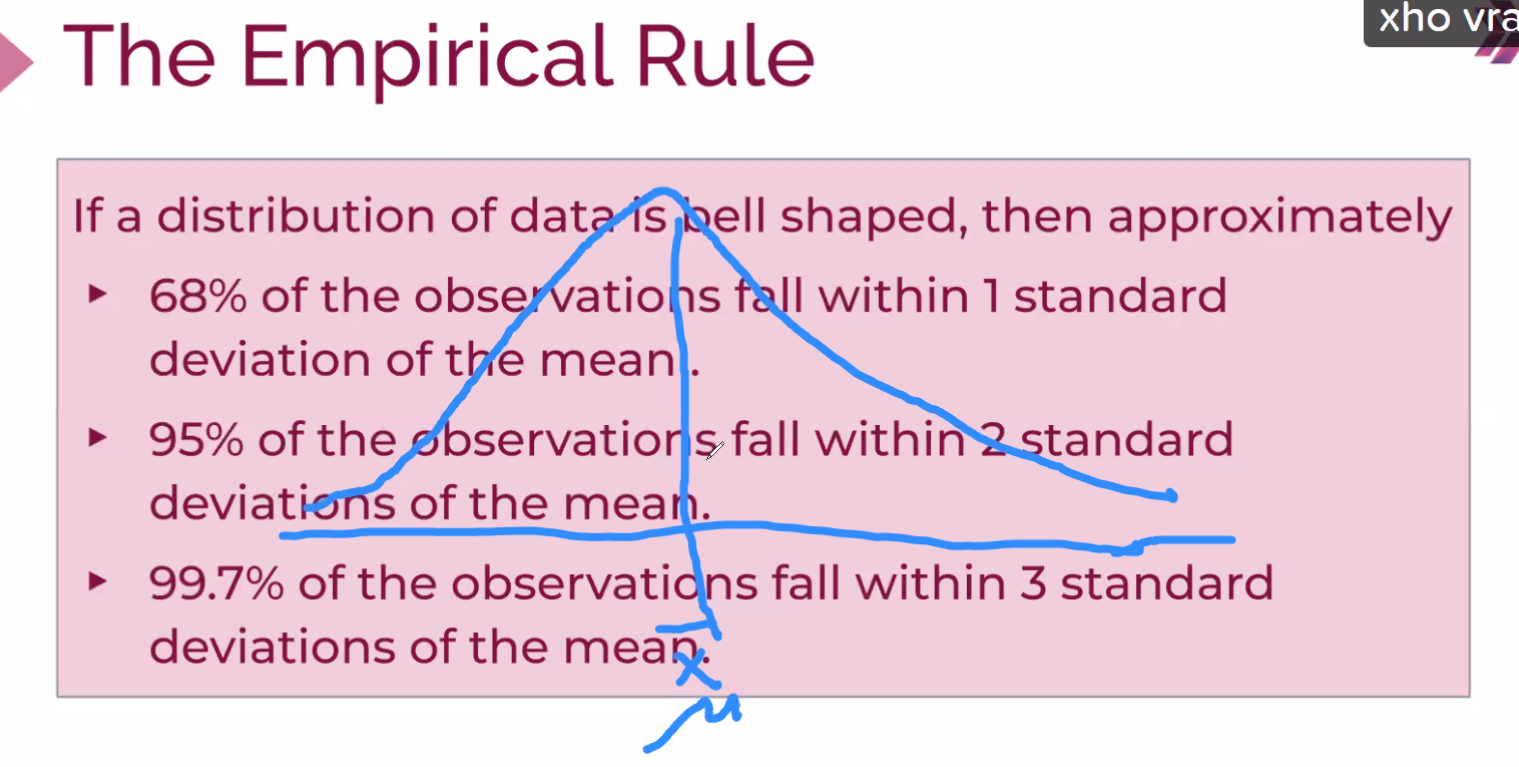 The Empirical Rule
xho vra
If a distribution of data is bell shaped, then approximately
▸ 68% of the observations fall within 1 standard
deviation of the mean .
▸ 95% of the observations fall within 2 standard
deviations of the mean.
▸ 99.7% of the observations fall within 3 standard
deviations of the mean.
x̄
μ